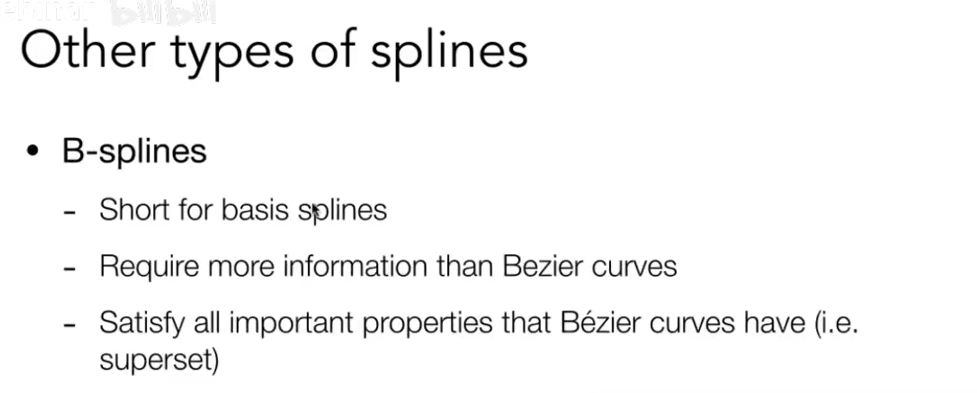 bilibili
Other types of splines
• B-splines
- Short for basis splines
- Require more information than Bezier curves
- Satisfy all important properties that Bézier curves have (i.e.
superset)